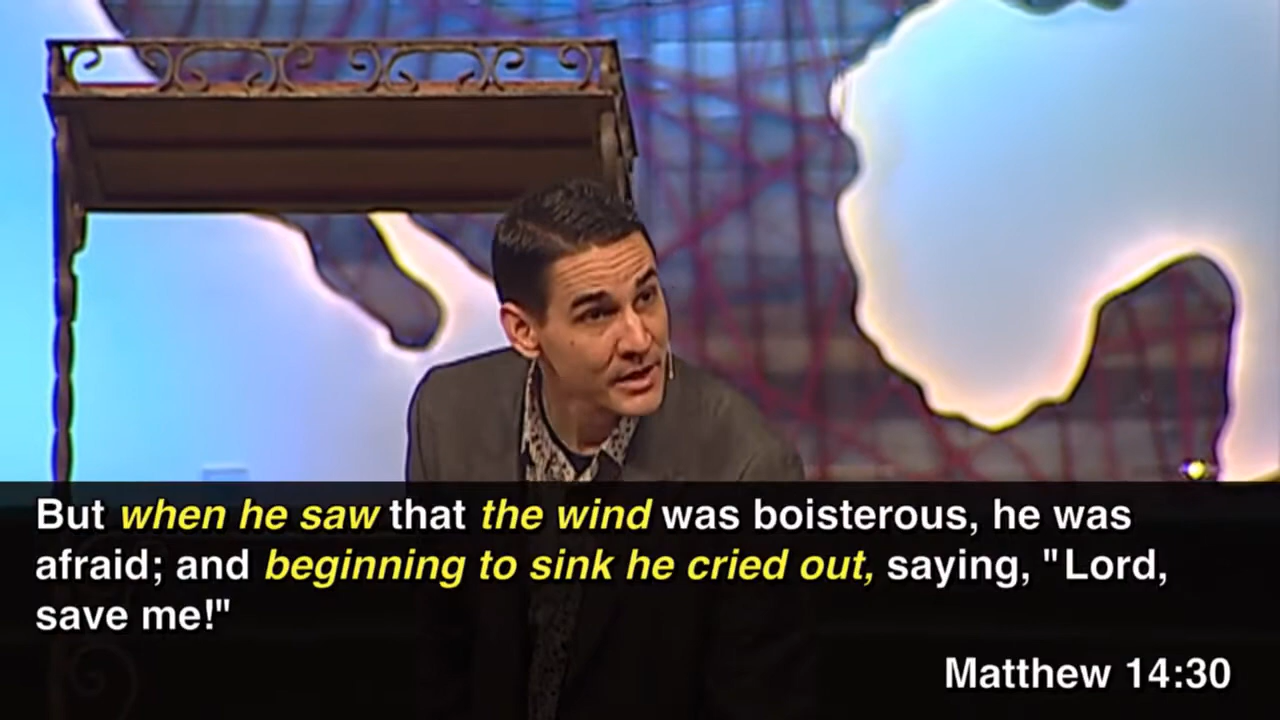 But when he saw that the wind was boisterous, he was
afraid; and beginning to sink he cried out, saying, "Lord,
save me!"
Matthew 14:30